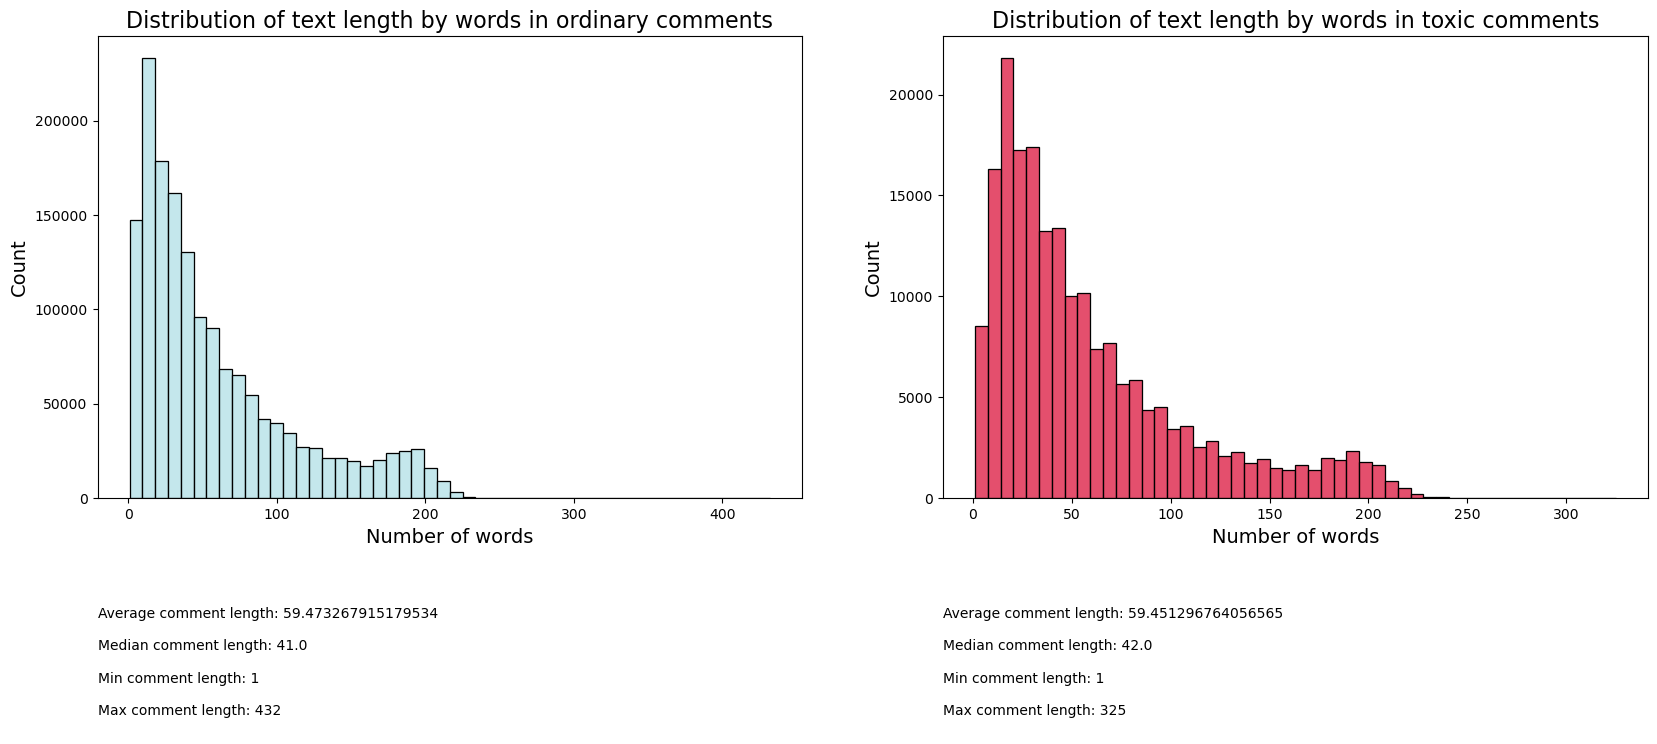 Distribution of text length by words in ordinary comments
Count
200000
150000
100000
50000
0
0 100 200 300 400
Number of words
Average comment length: 59.473267915179534
Median comment length: 41.0
Min comment length: 1
Max comment length: 432
Distribution of text length by words in toxic comments
Count
20000
15000
10000
5000
0
0 50 100 150 200 250 300
Number of words
Average comment length: 59.451296764056565
Median comment length: 42.0
Min comment length: 1
Max comment length: 325